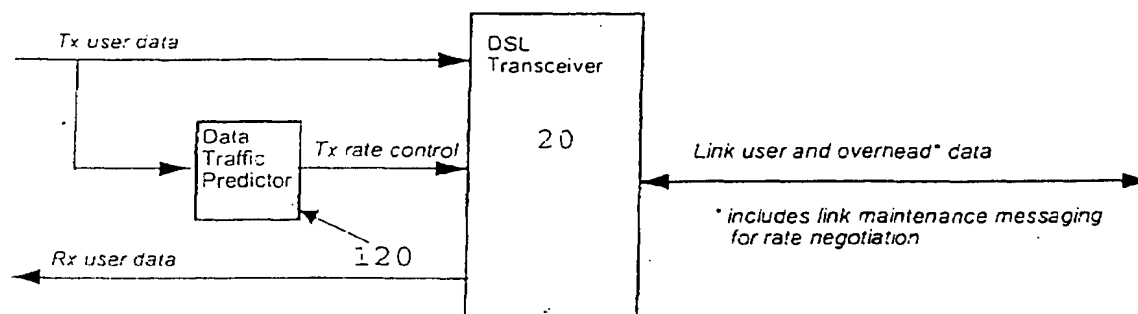 Tx user data
DSL
Transceiver
20
Data
Traffic
Predictor
Tx rate control
Link user and overhead* data
* includes link maintenance messaging
for rate negotiation
120
Rx user data